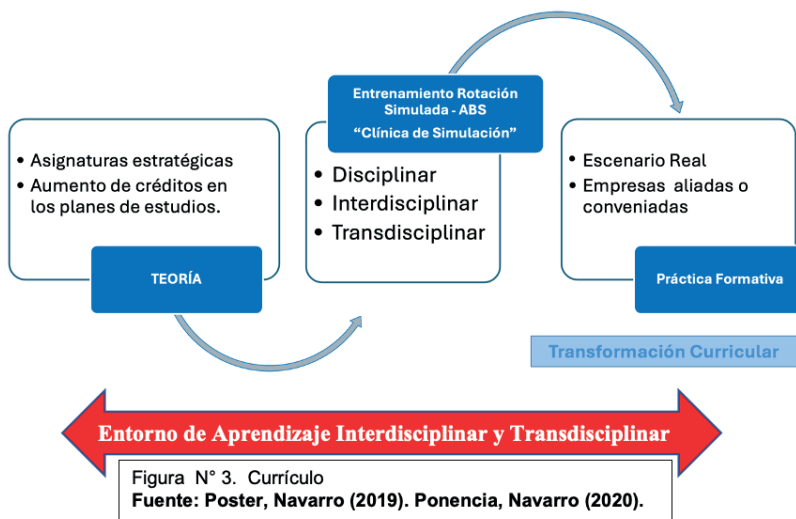 • Asignaturas estratégicas
• Aumento de créditos en
los planes de estudios.
TEORÍA
Entrenamiento Rotación
Simulada - ABS
“Clínica de Simulación”
• Disciplinar
• Interdisciplinar
• Transdisciplinar
• Escenario Real
• Empresas aliadas o
conveniadas
Práctica Formativa
Transformación Curricular
Entorno de Aprendizaje Interdisciplinar y Transdisciplinar
Figura N° 3. Currículo
Fuente: Poster, Navarro (2019). Ponencia, Navarro (2020).